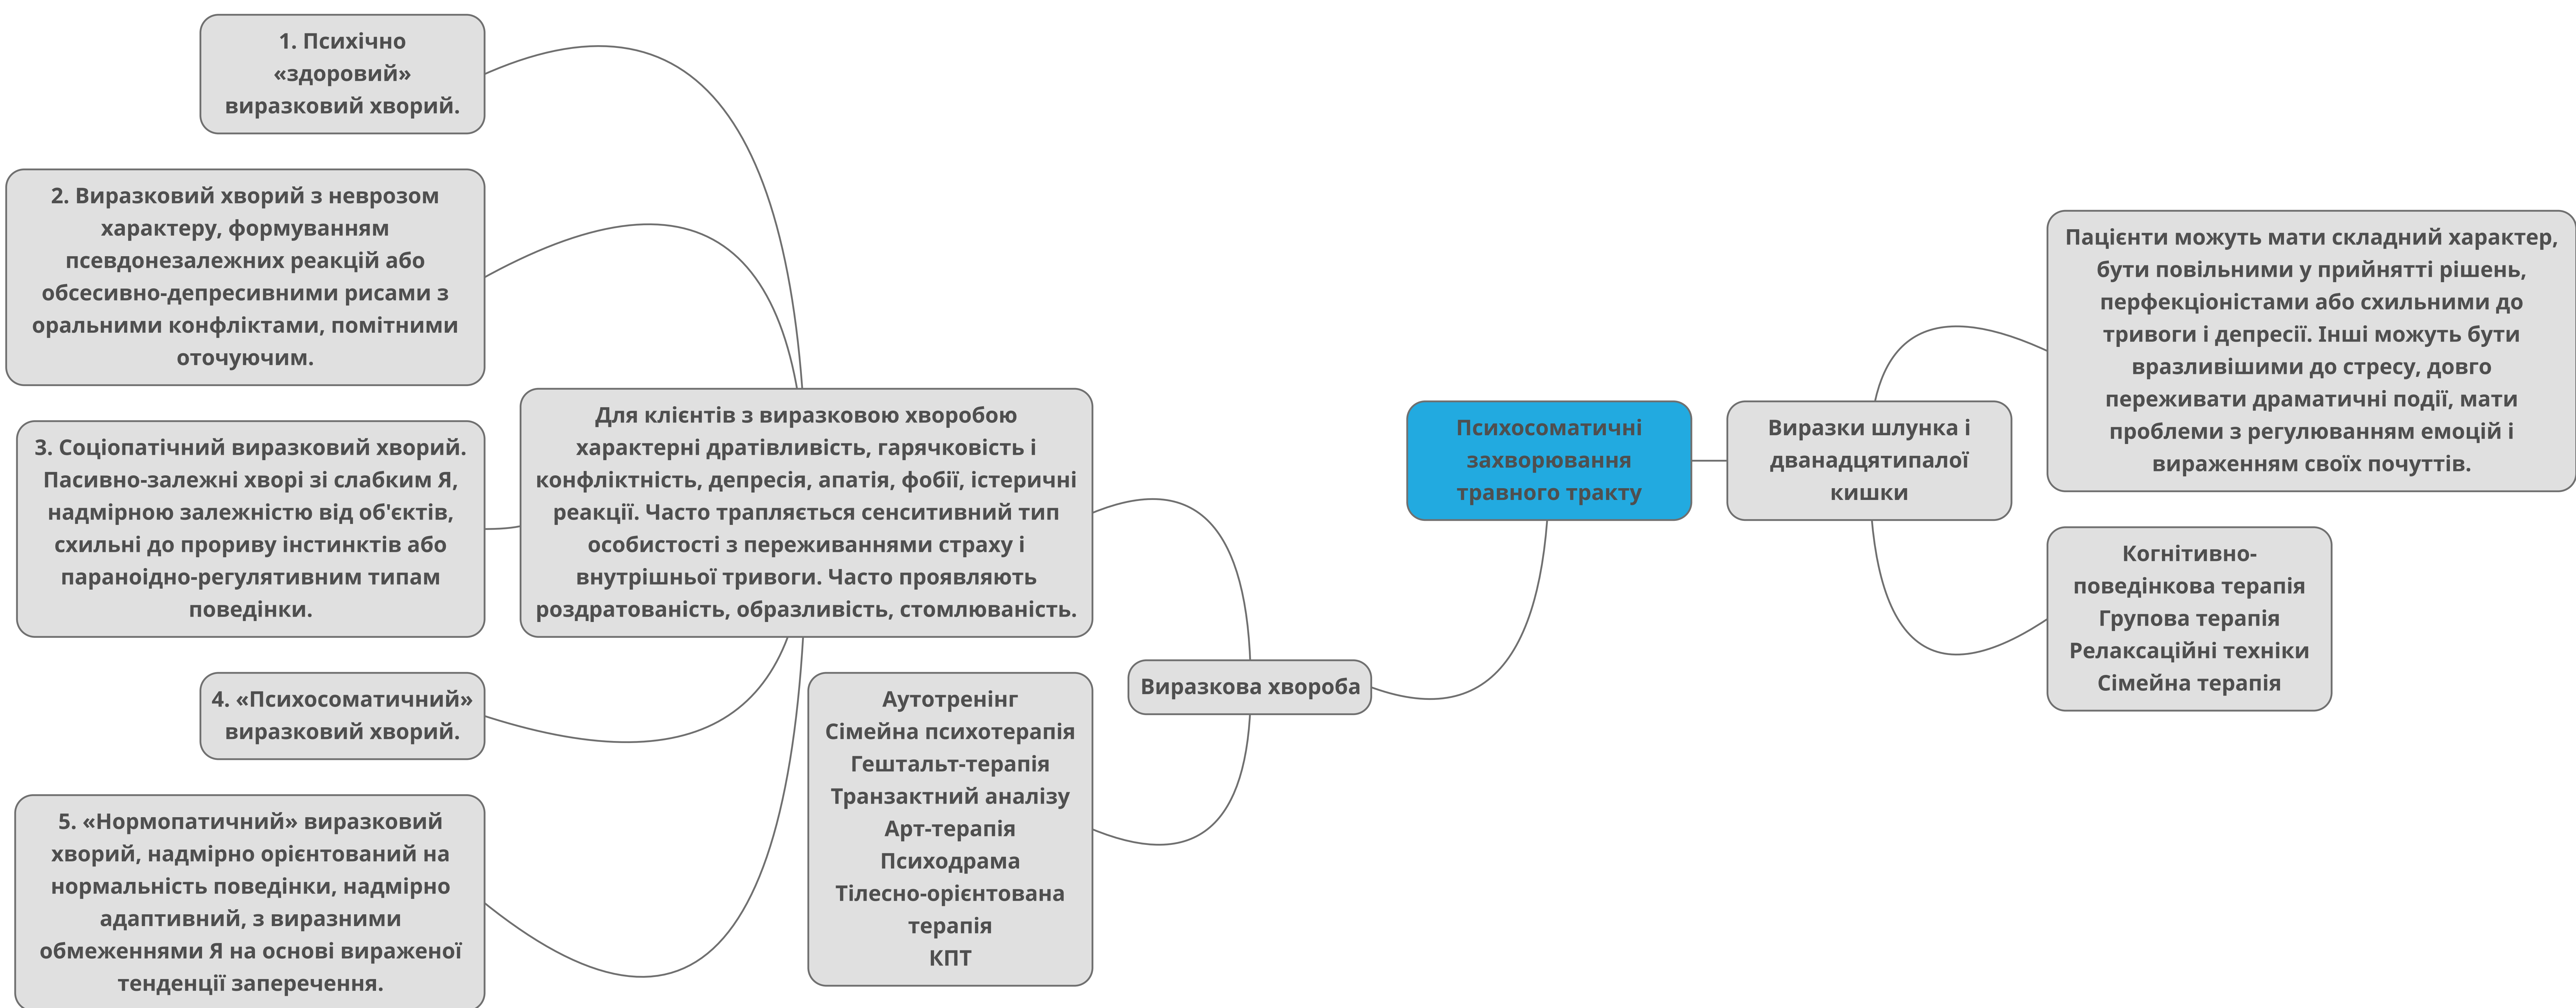 1. Психічно
«здоровий»
виразковий хворий.
2. Виразковий хворий з неврозом
характеру, формуванням
псевдонезалежних реакцій або
обсесивно-депресивними рисами з
оральними конфліктами, помітними
оточуючим.
3. Соціопатічний виразковий хворий.
Пасивно-залежні хворі зі слабким Я,
надмірною залежністю від об'єктів,
схильні до прориву інстинктів або
параноідно-регулятивним типам
поведінки.
4. «Психосоматичний»
виразковий хворий.
5. «Нормопатичний» виразковий
хворий, надмірно орієнтований на
нормальність поведінки, надмірно
адаптивний, з виразними
обмеженнями Я на основі вираженої
тенденції заперечення.
Для клієнтів з виразковою хворобою
характерні дратівливість, гарячковість і
конфліктність, депресія, апатія, фобії, істеричні
реакції. Часто трапляється сенситивний тип
особистості з переживаннями страху і
внутрішньої тривоги. Часто проявляють
роздратованість, образливість, стомлюваність.
Аутотренінг
Сімейна психотерапія
Гештальт-терапія
Транзактний аналізу
Арт-терапія
Психодрама
Тілесно-орієнтована
терапія
КПТ
Виразкова хвороба
Психосоматичні
захворювання
травного тракту
Виразки шлунка і
дванадцятипалої
кишки
Пацієнти можуть мати складний характер,
бути повільними у прийнятті рішень,
перфекціоністами або схильними до
тривоги і депресії. Інші можуть бути
вразливішими до стресу, довго
переживати драматичні події, мати
проблеми з регулюванням емоцій і
вираженням своїх почуттів.
Когнітивно-
поведінкова терапія
Групова терапія
Релаксаційні техніки
Сімейна терапія